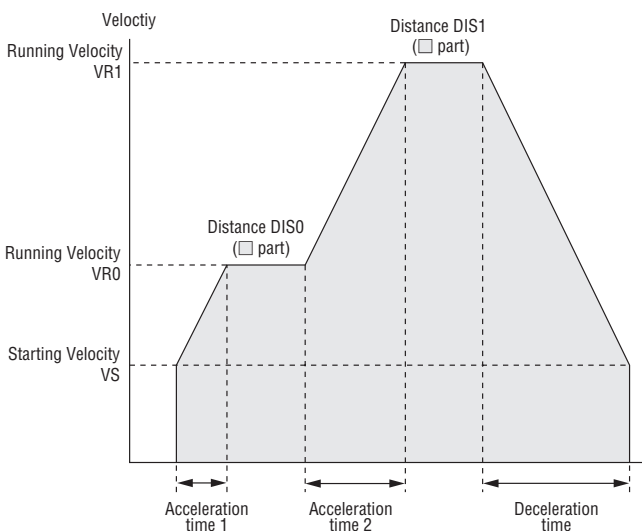 Veloctiy
Distance DIS1
(□ part)
Running Velocity
VR1
Distance DIS0
(□ part)
Running Velocity
VR0
Starting Velocity
VS
Acceleration
time 1
Acceleration
time 2
Deceleration
time